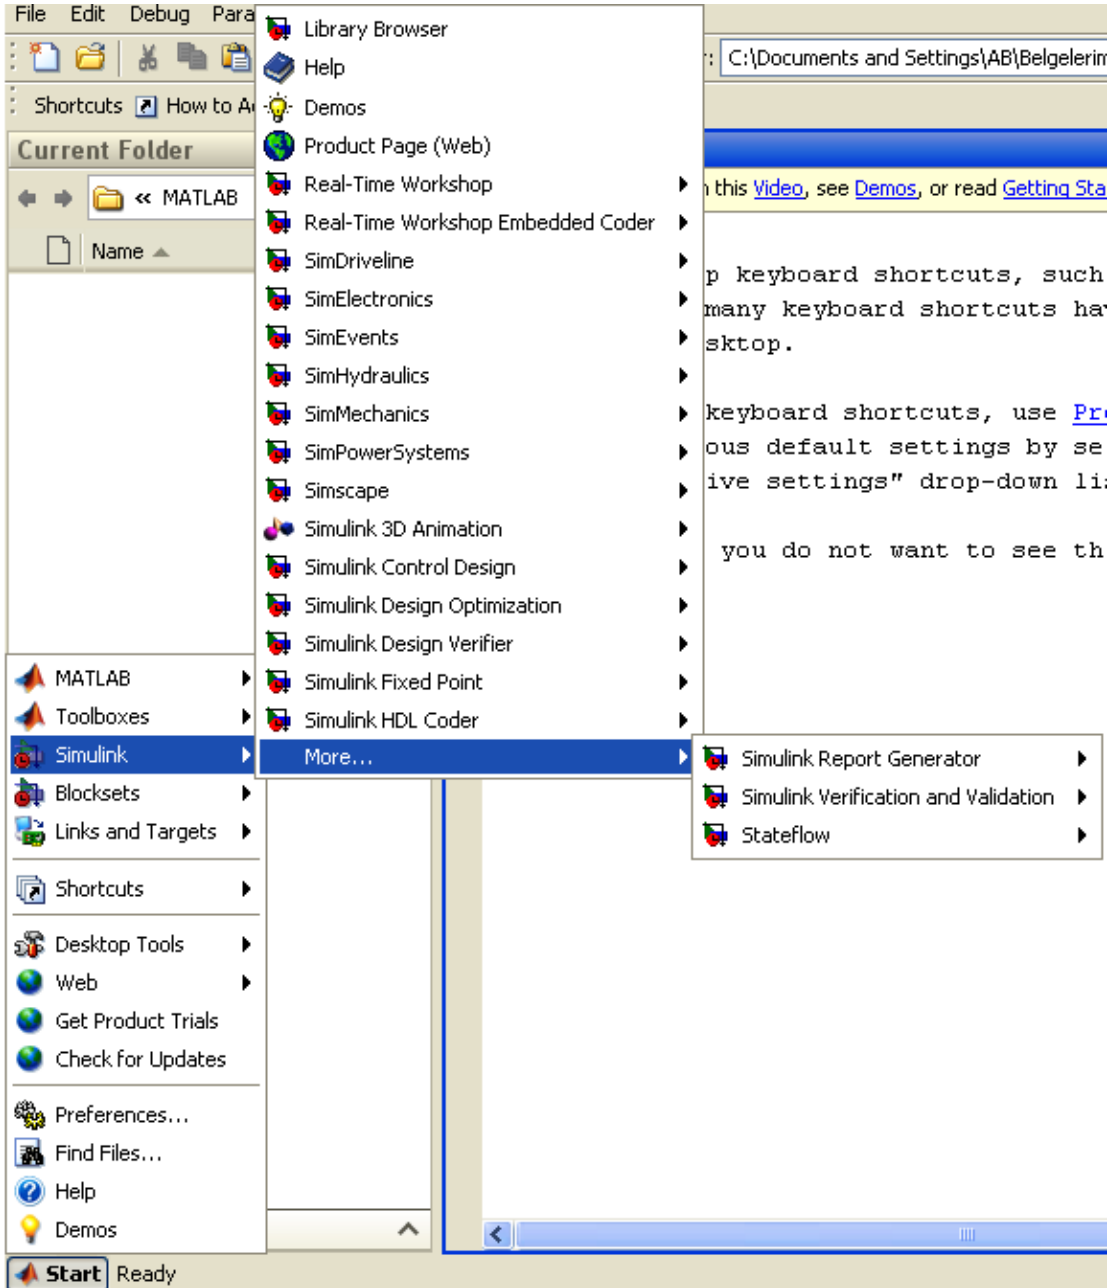 File Edit Debug Para
C:\Documents and Settings\AB\Belgelerim
Shortcuts How to A
Current Folder
« MATLAB
Name
Library Browser
Help
Demos
Product Page (Web)
Real-Time Workshop
Real-Time Workshop Embedded Coder
SimDriveline
SimElectronics
SimEvents
SimHydraulics
SimMechanics
SimPowerSystems
Simscape
Simulink 3D Animation
Simulink Control Design
Simulink Design Optimization
Simulink Design Verifier
Simulink Fixed Point
Simulink HDL Coder
More...
this Video, see Demos, or read Getting Sta
p keyboard shortcuts, such
many keyboard shortcuts hav
sktop.
keyboard shortcuts, use Pre
ous default settings by se
ive settings" drop-down lis
you do not want to see th
MATLAB
Toolboxes
Simulink
Blocksets
Links and Targets
Shortcuts
Desktop Tools
Web
Get Product Trials
Check for Updates
Preferences...
Find Files...
Help
Demos
Simulink Report Generator
Simulink Verification and Validation
Stateflow
Start Ready